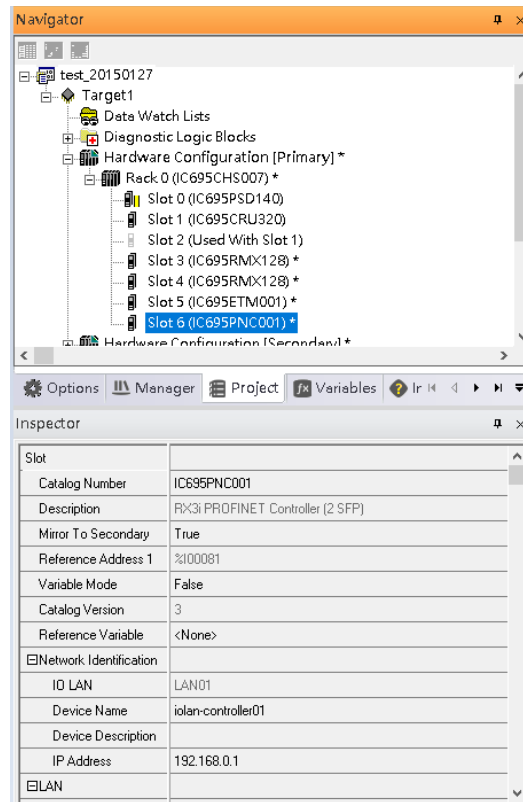 Navigator
test_20150127
Target1
Data Watch Lists
Diagnostic Logic Blocks
Hardware Configuration [Primary] *
Rack 0 (IC695CHS007) *
Slot 0 (IC695PSD140)
Slot 1 (IC695CRU320)
Slot 2 (Used With Slot 1)
Slot 3 (IC695RMX128) *
Slot 4 (IC695RMX128) *
Slot 5 (IC695ETM001) *
Slot 6 (IC695PNC001) *
Hardware Configuration [Secondary] *
Options Manager Project Variables Ir
Inspector
Slot
Catalog Number IC695PNC001
Description RX3i PROFINET Controller (2 SFP)
Mirror To Secondary True
Reference Address 1 %I00081
Variable Mode False
Catalog Version 3
Reference Variable <None>
Network Identification
IO LAN LAN01
Device Name iolan-controller01
Device Description
IP Address 192.168.0.1
LAN